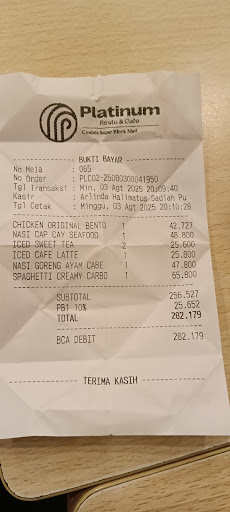 Platinum
Resto & Cafe
Cirebon Super Block Mall
BUKTI BAYAR
No Meja : 065
No Order : PLC02-25080300041950
Tgl Transaksi : Min, 03 Agt 2025 20:09:40
Kasir : Arlinda Halimatus Sadiah Pu
Tgl Cetak : Minggu, 03 Agt 2025 20:10:28
CHICKEN ORIGINAL BENTO 1 42.727
NASI CAP CAY SEAFOOD 1 48.800
ICED SWEET TEA 2 25.600
ICED CAFE LATTE 1 25.800
NASI GORENG AYAM CABE 1 47.800
SPAGHETTI CREAMY CARBO 1 65.800
SUBTOTAL 256.527
PB1 10% 25.652
TOTAL 282.179
BCA DEBIT 282.179
TERIMA KASIH